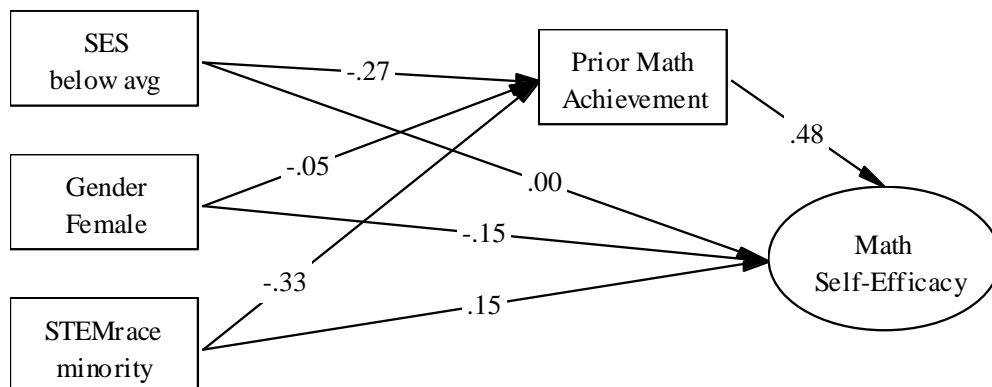 SES
below avg
-.27
Prior Math
Achievement
.48
-.05
Gender
Female
.00
-.15
Math
Self-Efficacy
-.33
.15
STEMrace
minority